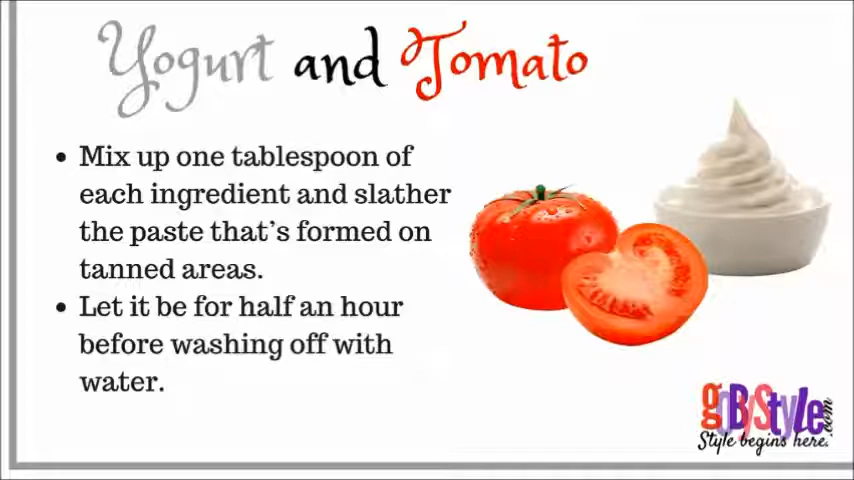 Yogurt and Tomato
• Mix up one tablespoon of
each ingredient and slather
the paste that's formed on
tanned areas.
• Let it be for half an hour
before washing off with
water.
goByStyle.com
Style begins here.